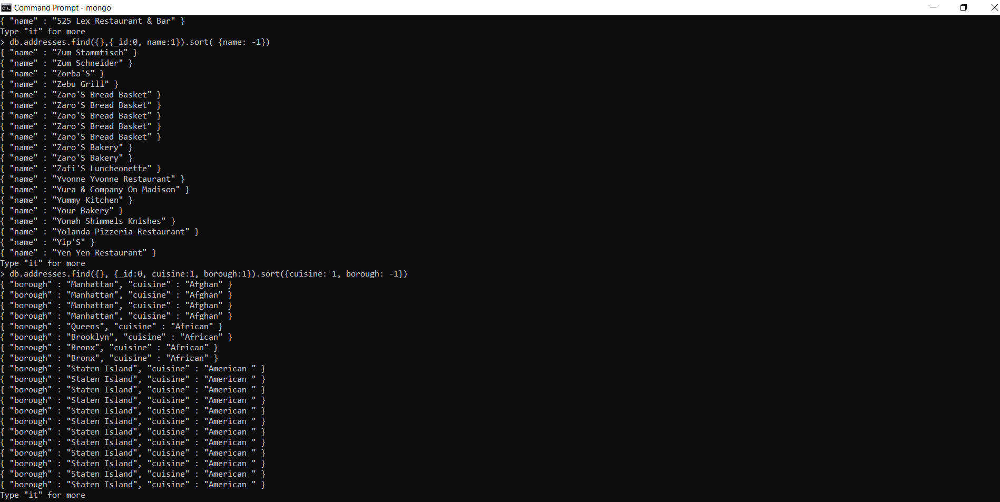 Command Prompt - mongo
{ "name" : "525 Lex Restaurant & Bar" }
Type "it" for more
> db.addresses.find({},{_id:0, name:1}).sort( {name: -1})
{ "name" : "Zum Stammtisch" }
{ "name" : "Zum Schneider" }
{ "name" : "Zorba'S" }
{ "name" : "Zebu Grill" }
{ "name" : "Zaro'S Bread Basket" }
{ "name" : "Zaro'S Bread Basket" }
{ "name" : "Zaro'S Bread Basket" }
{ "name" : "Zaro'S Bread Basket" }
{ "name" : "Zaro'S Bread Basket" }
{ "name" : "Zaro'S Bakery" }
{ "name" : "Zaro'S Bakery" }
{ "name" : "Zafi'S Luncheonette" }
{ "name" : "Yvonne Yvonne Restaurant" }
{ "name" : "Yura & Company On Madison" }
{ "name" : "Yummy Kitchen" }
{ "name" : "Your Bakery" }
{ "name" : "Yonah Shimmels Knishes" }
{ "name" : "Yolanda Pizzeria Restaurant" }
{ "name" : "Yip'S" }
{ "name" : "Yen Yen Restaurant" }
Type "it" for more
> db.addresses.find({}, {_id:0, cuisine:1, borough:1}).sort({cuisine: 1, borough: -1})
{ "borough" : "Manhattan", "cuisine" : "Afghan" }
{ "borough" : "Manhattan", "cuisine" : "Afghan" }
{ "borough" : "Manhattan", "cuisine" : "Afghan" }
{ "borough" : "Manhattan", "cuisine" : "Afghan" }
{ "borough" : "Queens", "cuisine" : "African" }
{ "borough" : "Brooklyn", "cuisine" : "African" }
{ "borough" : "Bronx", "cuisine" : "African" }
{ "borough" : "Bronx", "cuisine" : "African" }
{ "borough" : "Staten Island", "cuisine" : "American " }
{ "borough" : "Staten Island", "cuisine" : "American " }
{ "borough" : "Staten Island", "cuisine" : "American " }
{ "borough" : "Staten Island", "cuisine" : "American " }
{ "borough" : "Staten Island", "cuisine" : "American " }
{ "borough" : "Staten Island", "cuisine" : "American " }
{ "borough" : "Staten Island", "cuisine" : "American " }
{ "borough" : "Staten Island", "cuisine" : "American " }
{ "borough" : "Staten Island", "cuisine" : "American " }
{ "borough" : "Staten Island", "cuisine" : "American " }
{ "borough" : "Staten Island", "cuisine" : "American " }
{ "borough" : "Staten Island", "cuisine" : "American " }
Type "it" for more